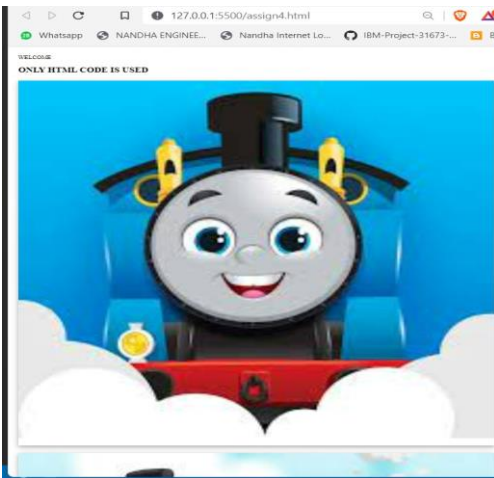 127.0.0.1:5500/assign4.html
Whatsapp NANDHA ENGINEE... Nandha Internet Lo... IBM-Project-31673-...
WELCOME
ONLY HTML CODE IS USED